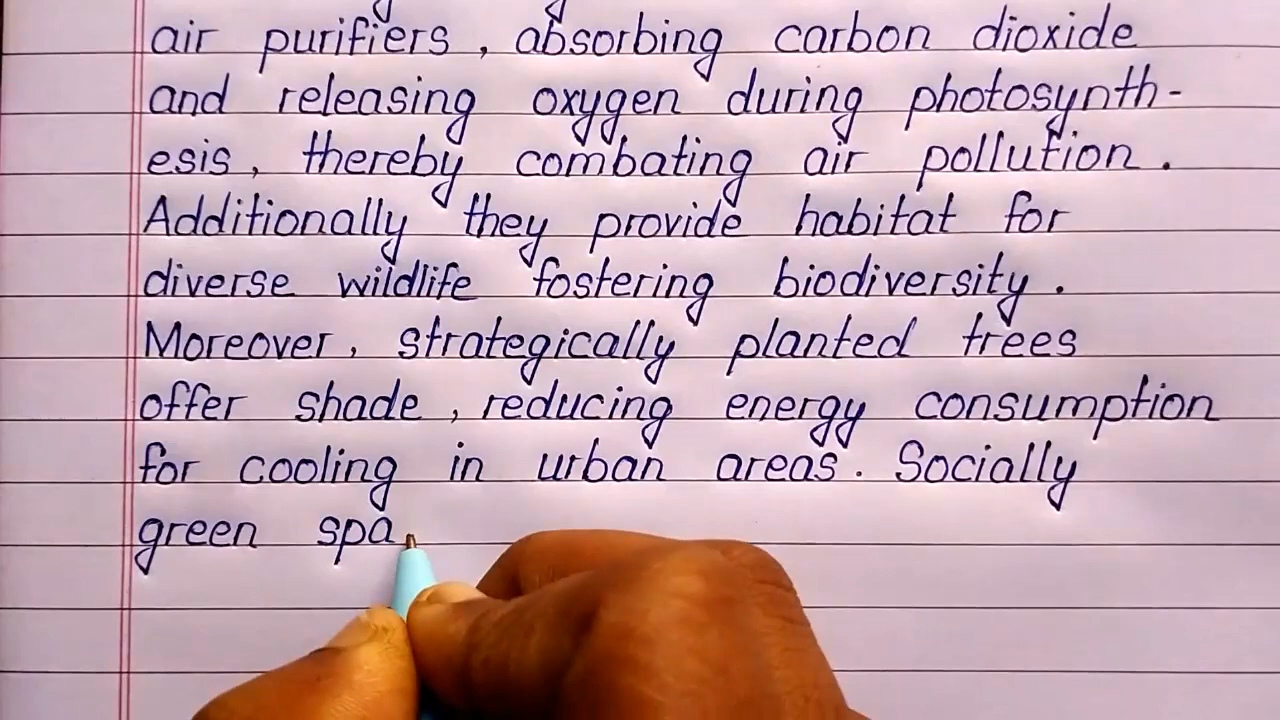 air purifiers, absorbing carbon dioxide
and releasing oxygen during photosynth-
esis, thereby combating air pollution.
Additionally they provide habitat for
diverse wildlife fostering biodiversity.
Moreover, strategically planted trees
offer shade, reducing energy consumption
for cooling in urban areas. Socially
green spa